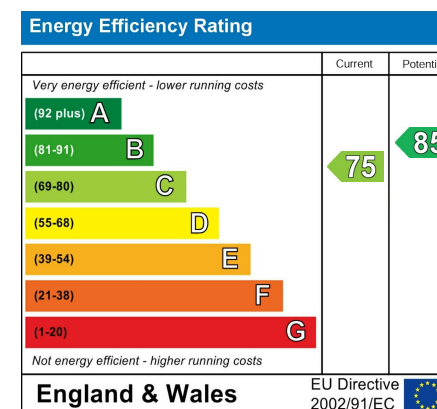 Energy Efficiency Rating
Current Potenti
Very energy efficient - lower running costs
(92 plus) A
(81-91) B
(69-80) C
(55-68) D
(39-54) E
(21-38) F
(1-20) G
75
85
Not energy efficient - higher running costs
England & Wales
EU Directive
2002/91/EC